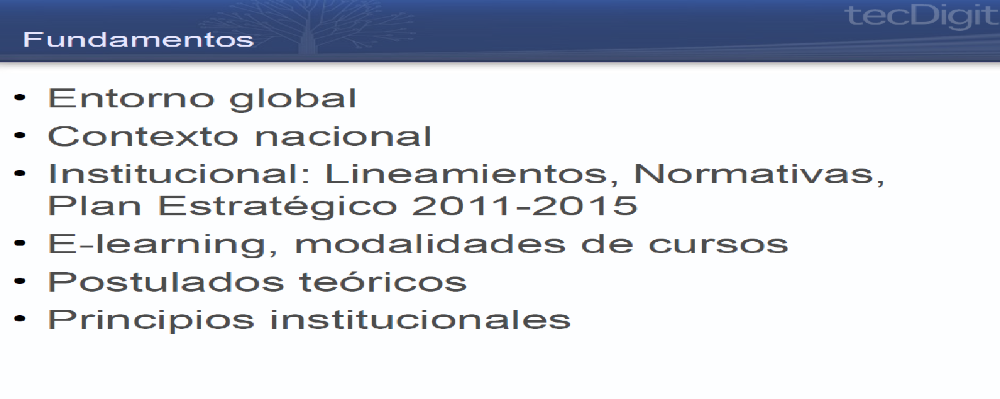 tecDigit
Fundamentos
• Entorno global
• Contexto nacional
• Institucional: Lineamientos, Normativas,
Plan Estratégico 2011-2015
• E-learning, modalidades de cursos
• Postulados teóricos
• Principios institucionales